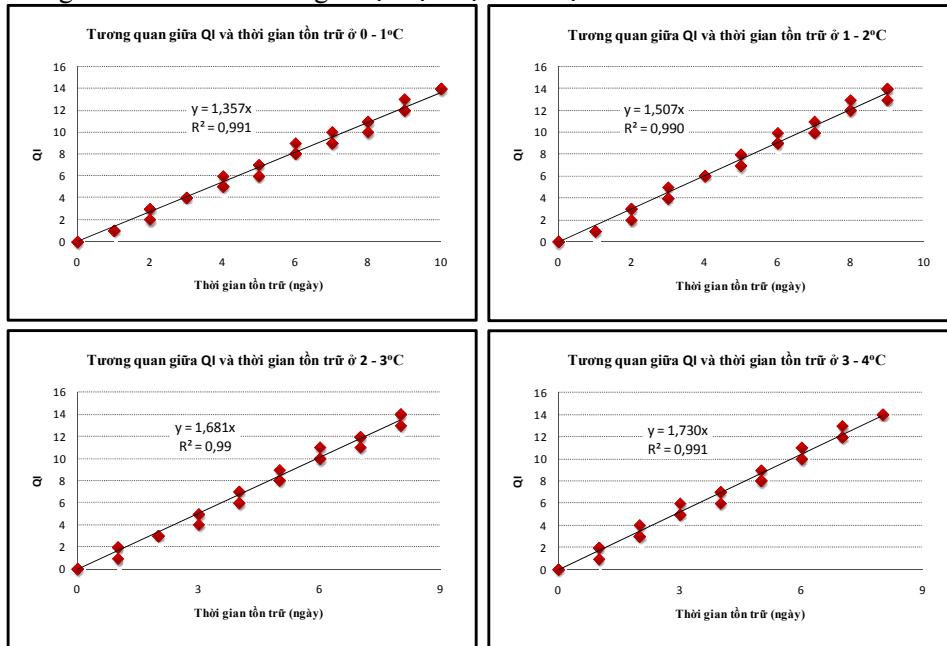 Tương quan giữa QI và thời gian tồn trữ ở 0 - 1ºC
16
14
12
10
8
6
4
2
0
QI
y = 1,357x
R² = 0,991
0 2 4 6 8 10
Thời gian tồn trữ (ngày)
Tương quan giữa QI và thời gian tồn trữ ở 1 - 2ºC
16
14
12
10
8
6
4
2
0
QI
y = 1,507x
R² = 0,990
0 2 4 6 8 10
Thời gian tồn trữ (ngày)
Tương quan giữa QI và thời gian tồn trữ ở 2 - 3ºC
16
14
12
10
8
6
4
2
0
QI
y = 1,681x
R² = 0,99
0 3 6 9
Thời gian tồn trữ (ngày)
Tương quan giữa QI và thời gian tồn trữ ở 3 - 4ºC
16
14
12
10
8
6
4
2
0
QI
y = 1,730x
R² = 0,991
0 3 6 9
Thời gian tồn trữ (ngày)